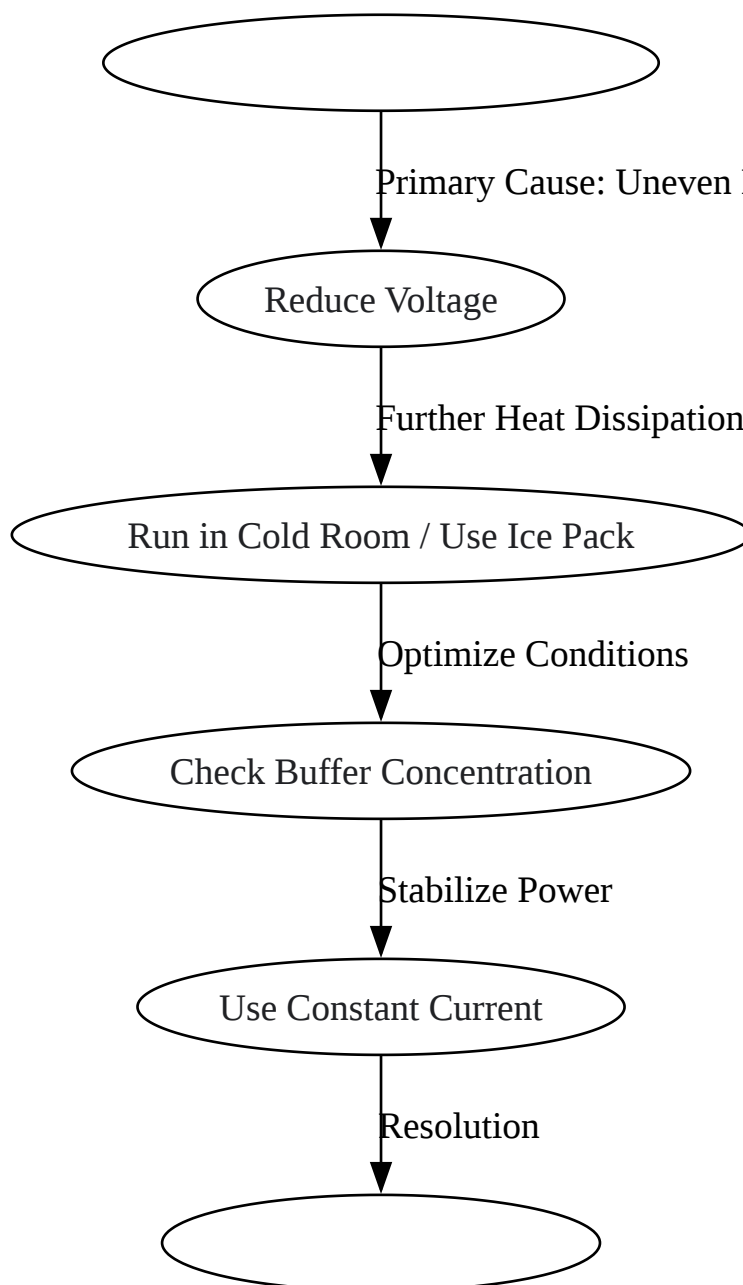 Primary Cause: Uneven
Reduce Voltage
Further Heat Dissipation
Run in Cold Room / Use Ice Pack
Optimize Conditions
Check Buffer Concentration
Stabilize Power
Use Constant Current
Resolution